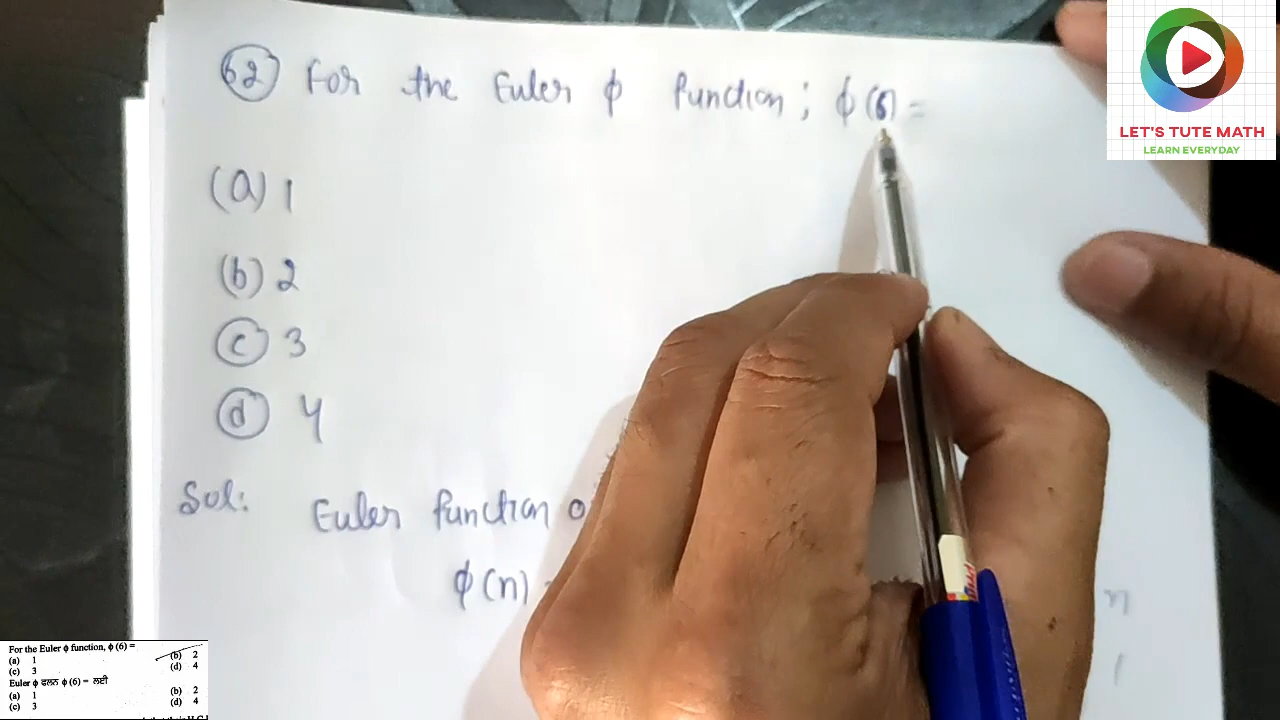 62 For the Euler ϕ function; ϕ(6) =
(a) 1
(b) 2
(c) 3
(d) 4
Sol: Euler function
ϕ(n)
n
LET'S TUTE MATH
LEARN EVERYDAY
For the Euler ϕ function, ϕ (6) =
(a) 1 (b) 2
(c) 3 (d) 4
Euler ϕ ਫਲਨ ϕ (6) = ਲਈ
(a) 1 (b) 2
(c) 3 (d) 4